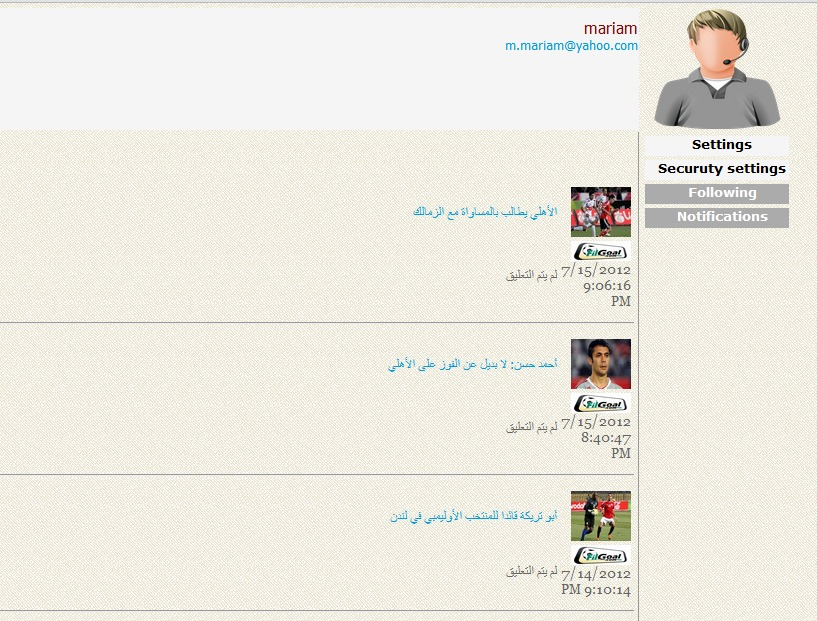 mariam
m.mariam@yahoo.com
Settings
Securuty settings
Following
Notifications
الأهلي يطالب بالمساواة مع الزمالك
FilGoal.com
لم يتم التعليق
7/15/2012
9:06:16
PM
أحمد حسن: لا بديل عن الفوز على الأهلي
FilGoal.com
لم يتم التعليق
7/15/2012
8:40:47
PM
أبو تريكة قائدا للمنتخب الأوليمبي في لندن
FilGoal.com
لم يتم التعليق
7/14/2012
9:10:14 PM